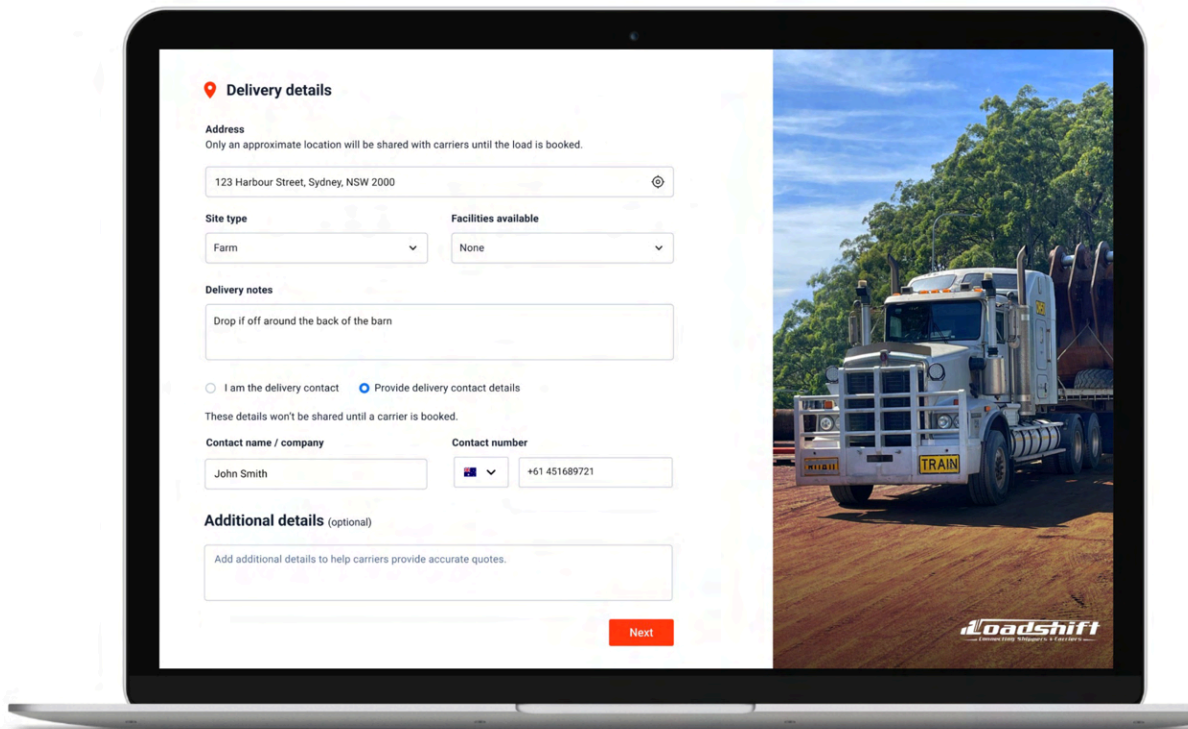 Delivery details
Address
Only an approximate location will be shared with carriers until the load is booked.
123 Harbour Street, Sydney, NSW 2000
Site type
Facilities available
Farm
None
Delivery notes
Drop if off around the back of the barn
I am the delivery contact
Provide delivery contact details
These details won't be shared until a carrier is booked.
Contact name / company
Contact number
John Smith
+61 451689721
Additional details (optional)
Add additional details to help carriers provide accurate quotes.
Next
TRAIN
Loadshift
Connecting Shippers & Carriers